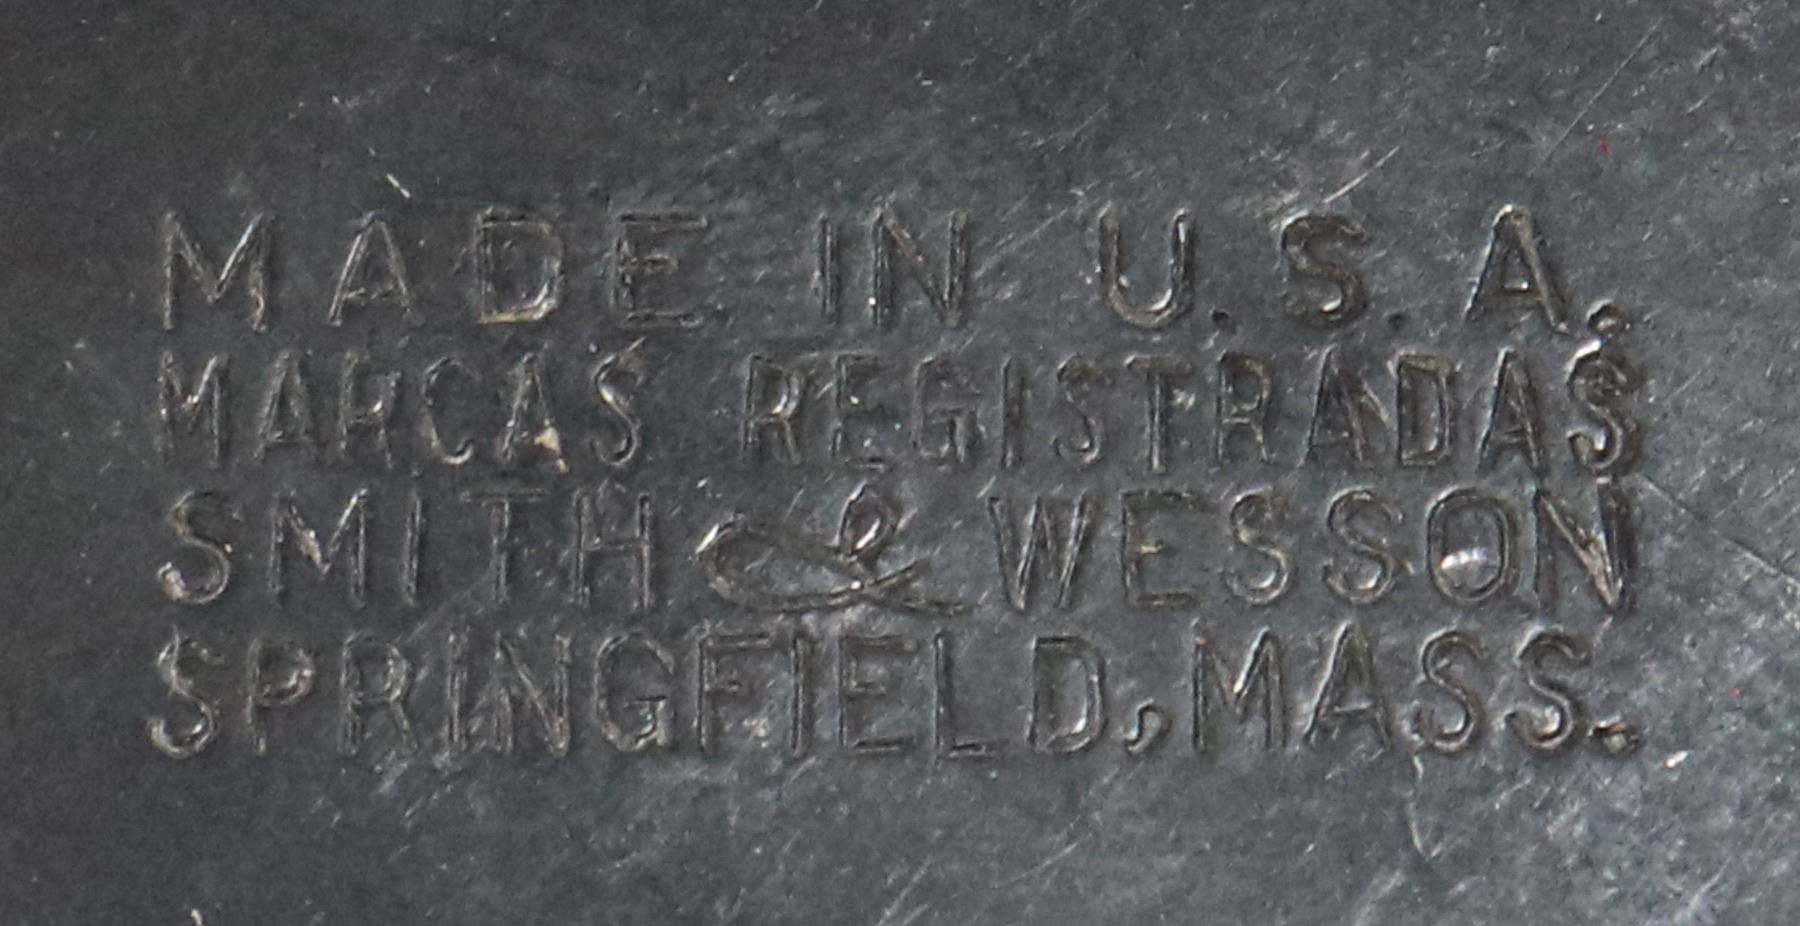 MADE IN U.S.A.
MARCAS REGISTRADAS
SMITH & WESSON
SPRINGFIELD, MASS.